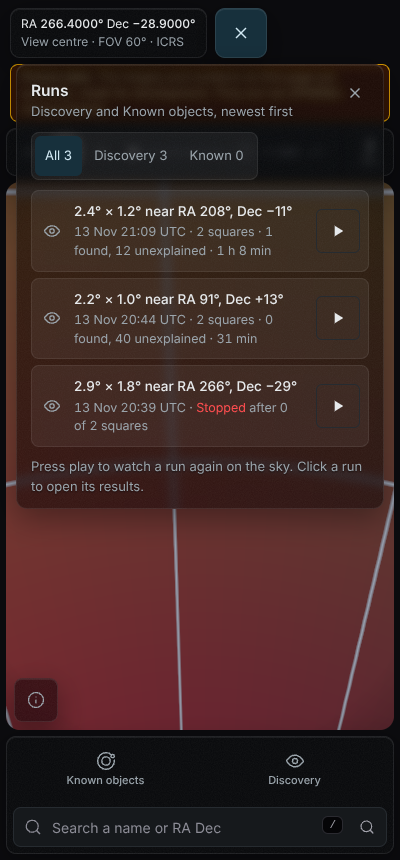 RA 266.4000° Dec −28.9000°
View centre · FOV 60° · ICRS
Runs
Discovery and Known objects, newest first
All 3
Discovery 3
Known 0
2.4° × 1.2° near RA 208°, Dec −11°
13 Nov 21:09 UTC · 2 squares · 1
found, 12 unexplained · 1 h 8 min
2.2° × 1.0° near RA 91°, Dec +13°
13 Nov 20:44 UTC · 2 squares · 0
found, 40 unexplained · 31 min
2.9° × 1.8° near RA 266°, Dec −29°
13 Nov 20:39 UTC · Stopped after 0
of 2 squares
Press play to watch a run again on the sky. Click a run
to open its results.
Known objects
Discovery
Search a name or RA Dec
/